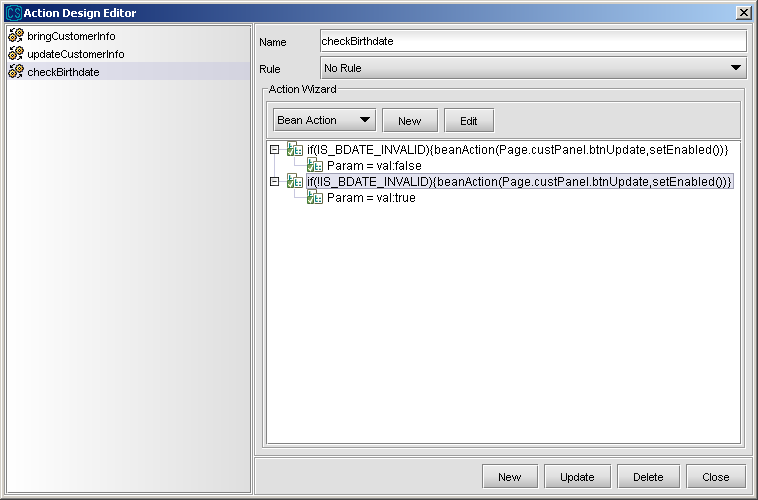 CS Action Design Editor
bringCustomerInfo
updateCustomerInfo
checkBirthdate
Name checkBirthdate
Rule No Rule
Action Wizard
Bean Action New Edit
if(IS_BDATE_INVALID){beanAction(Page.custPanel.btnUpdate,setEnabled())}
Param = val:false
if(!IS_BDATE_INVALID){beanAction(Page.custPanel.btnUpdate,setEnabled())}
Param = val:true
New Update Delete Close